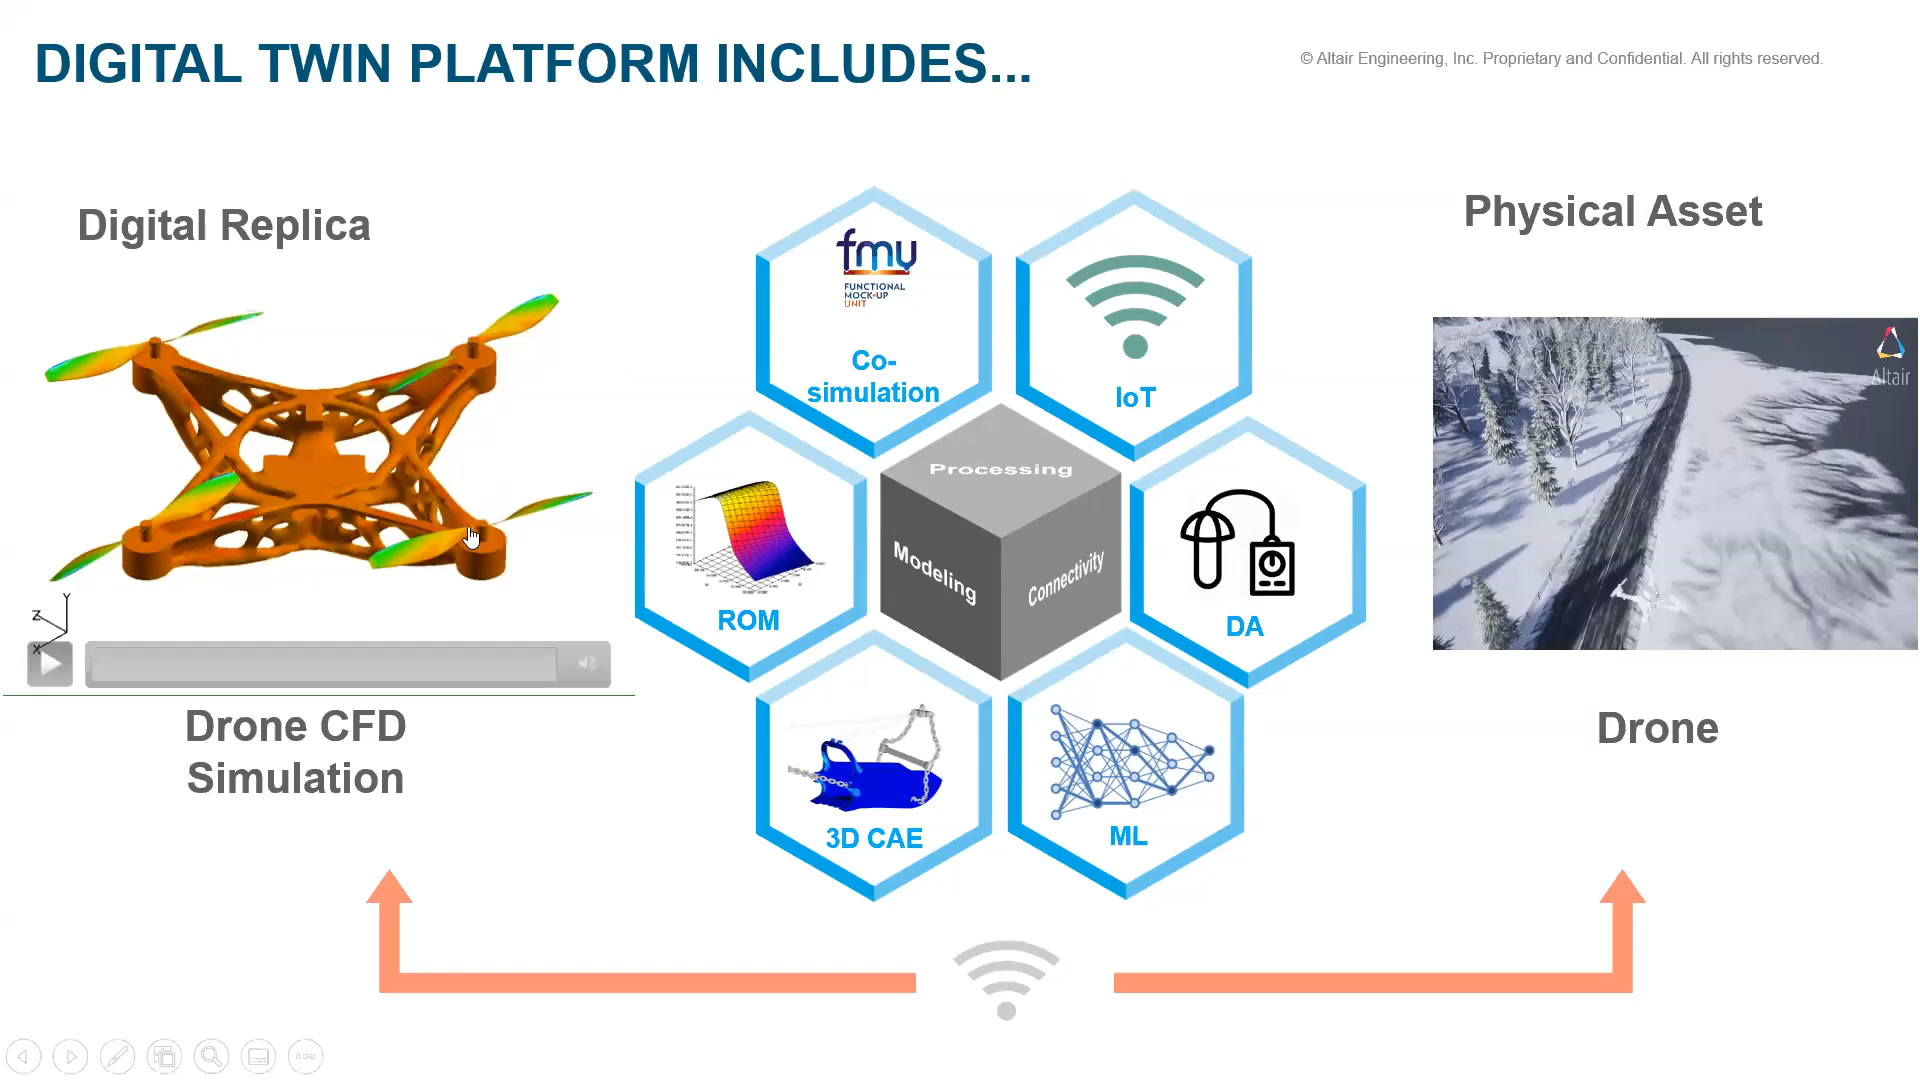 DIGITAL TWIN PLATFORM INCLUDES...
© Altair Engineering, Inc. Proprietary and Confidential. All rights reserved.
Digital Replica
Physical Asset
fmu
FUNCTIONAL
MOCK-UP
UNIT
Co-
simulation
IoT
Altair
Processing
Modeling
Connectivity
ROM
DA
Y
Z
X
Drone CFD
Simulation
Drone
3D CAE
ML